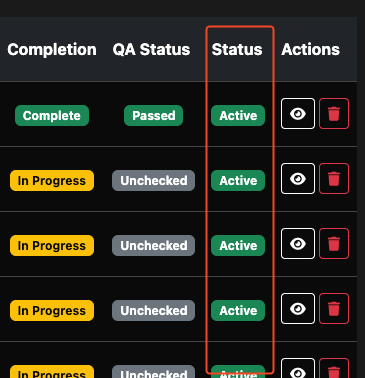 Completion QA Status Status Actions
Complete Passed Active
In Progress Unchecked Active
In Progress Unchecked Active
In Progress Unchecked Active
In Progress Unchecked Active